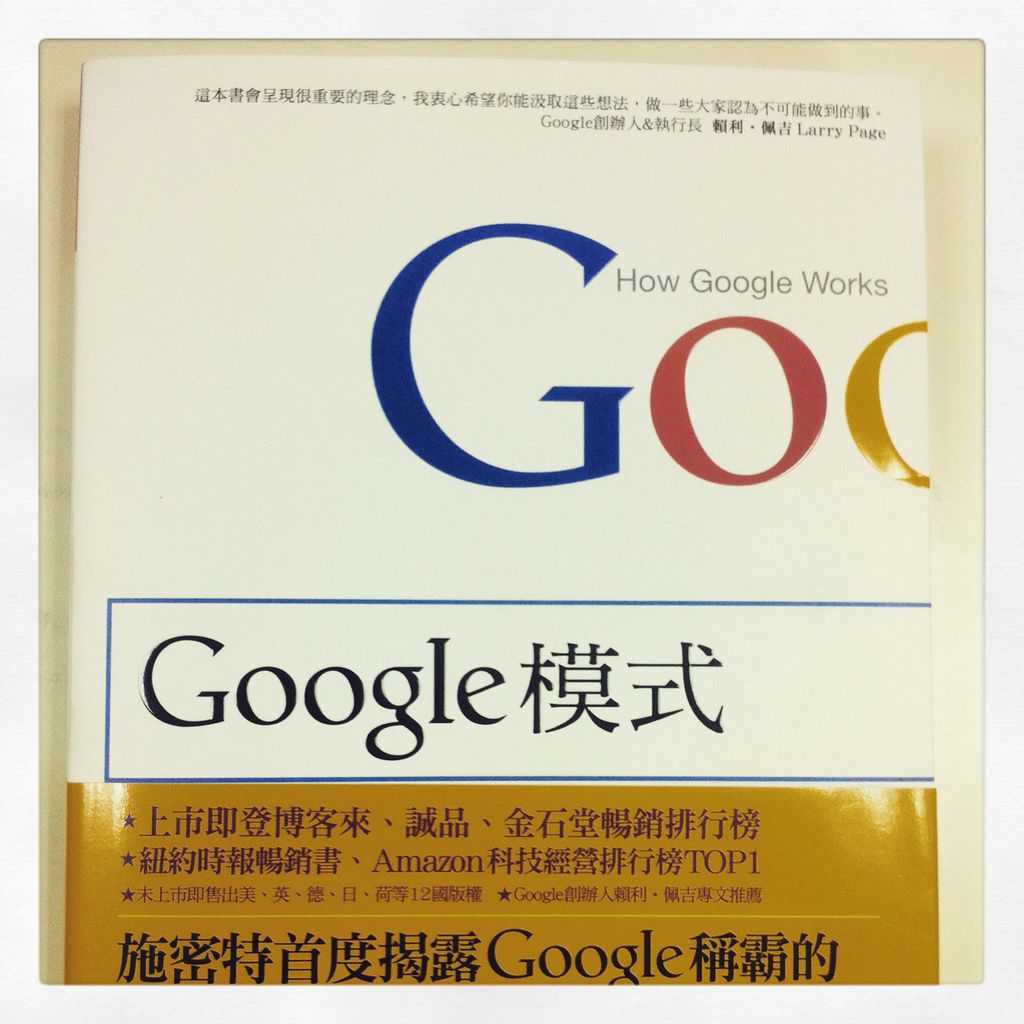 這本書會呈現很重要的理念，我衷心希望你能汲取這些想法，做一些大家認為不可能做到的事。
Google創辦人&執行長 賴利・佩吉 Larry Page
How Google Works
Goo
Google模式
★上市即登博客來、誠品、金石堂暢銷排行榜
★紐約時報暢銷書、Amazon科技經營排行榜TOP1
★未上市即售出美、英、德、日、荷等12國版權 ★Google創辦人賴利・佩吉專文推薦
施密特首度揭露Google稱霸的